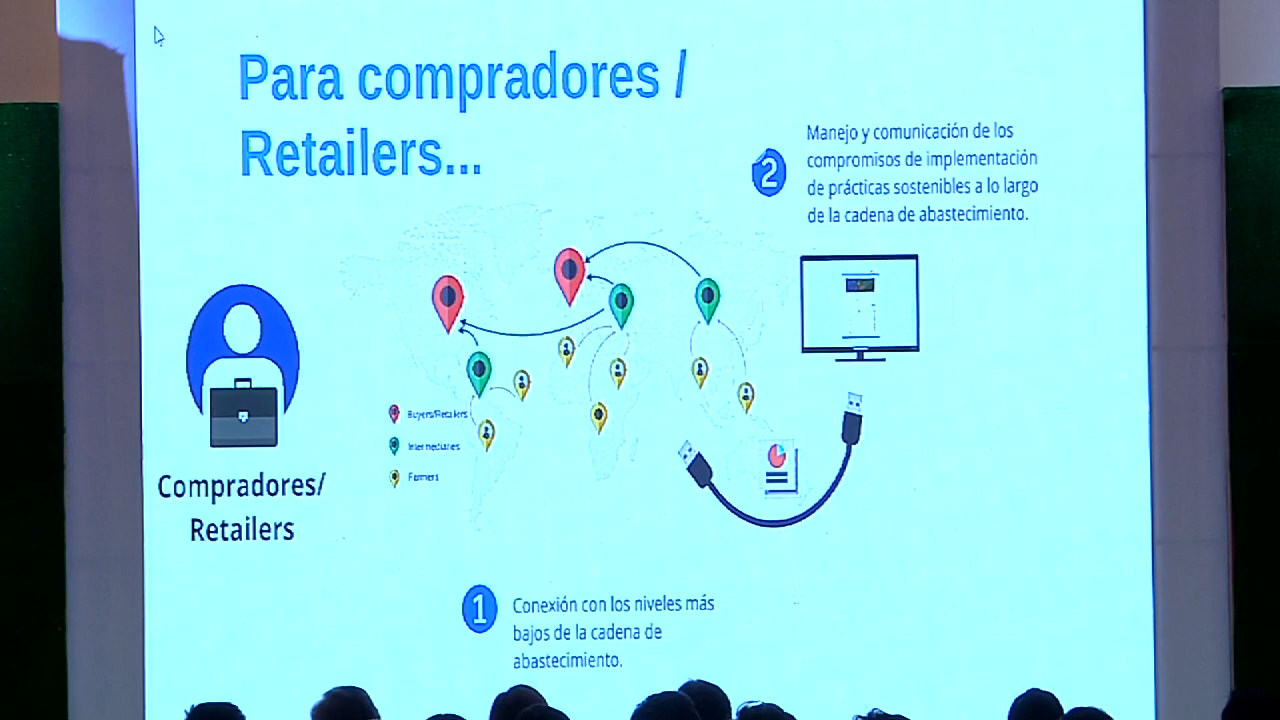 Para compradores /
Retailers...
2
Manejo y comunicación de los
compromisos de implementación
de prácticas sostenibles a lo largo
de la cadena de abastecimiento.
Buyers/Retailers
Intermediaries
Farmers
Compradores/
Retailers
1
Conexión con los niveles más
bajos de la cadena de
abastecimiento.